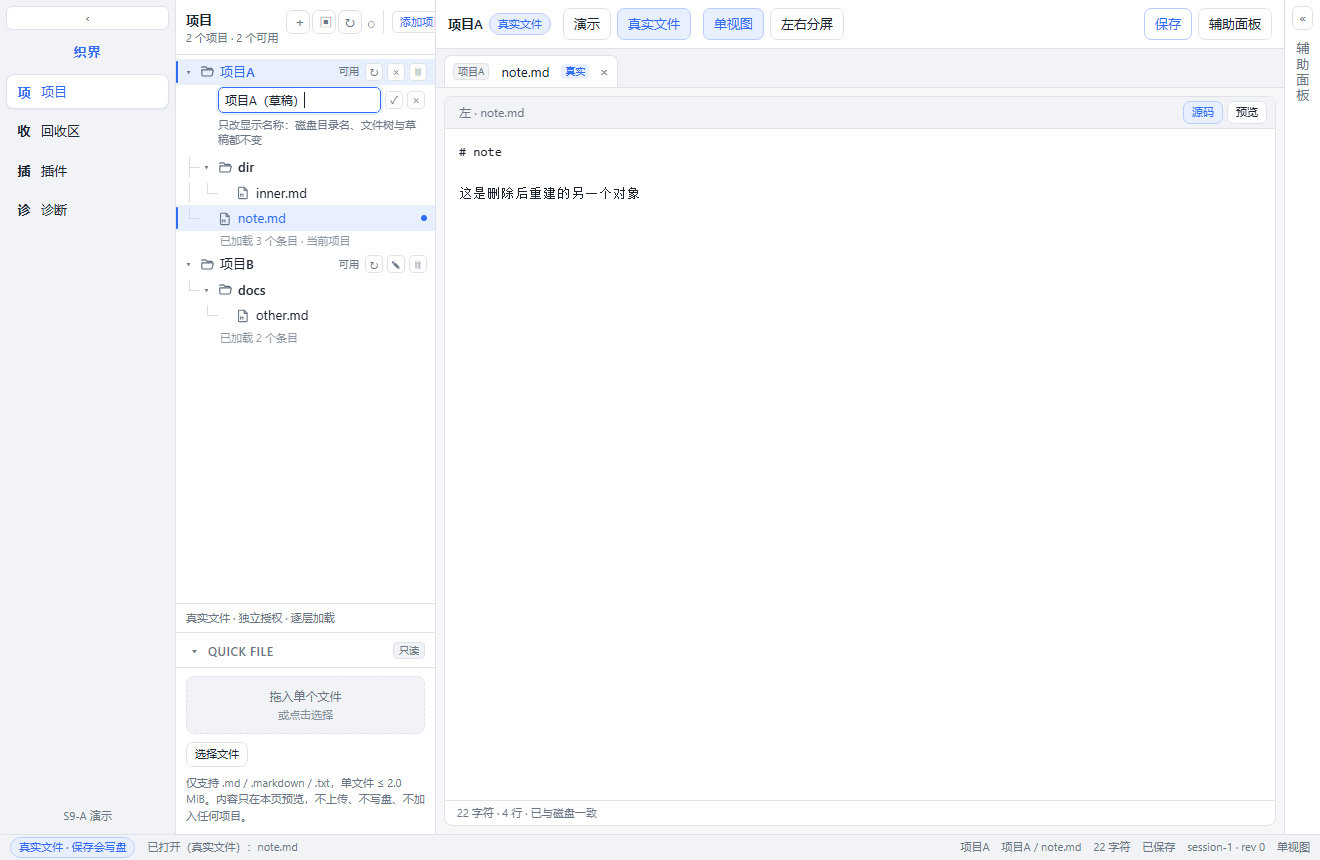 织界
项 项目
收 回收区
插 插件
诊 诊断
S9-A 演示
项目
2 个项目 · 2 个可用
添加项
项目A 可用
项目A（草稿）
只改显示名称：磁盘目录名、文件树与草
稿都不变
dir
inner.md
note.md
已加载 3 个条目 · 当前项目
项目B 可用
docs
other.md
已加载 2 个条目
真实文件 · 独立授权 · 逐层加载
QUICK FILE 只读
拖入单个文件
或点击选择
选择文件
仅支持 .md / .markdown / .txt，单文件 ≤ 2.0
MiB。内容只在本页预览，不上传、不写盘、不加
入任何项目。
项目A 真实文件 演示 真实文件 单视图 左右分屏 保存 辅助面板
项目A note.md 真实 ×
左 · note.md 源码 预览
# note
这是删除后重建的另一个对象
22 字符 · 4 行 · 已与磁盘一致
«
辅助面板
真实文件 · 保存会写盘 已打开（真实文件）：note.md 项目A 项目A / note.md 22 字符 已保存 session-1 · rev 0 单视图